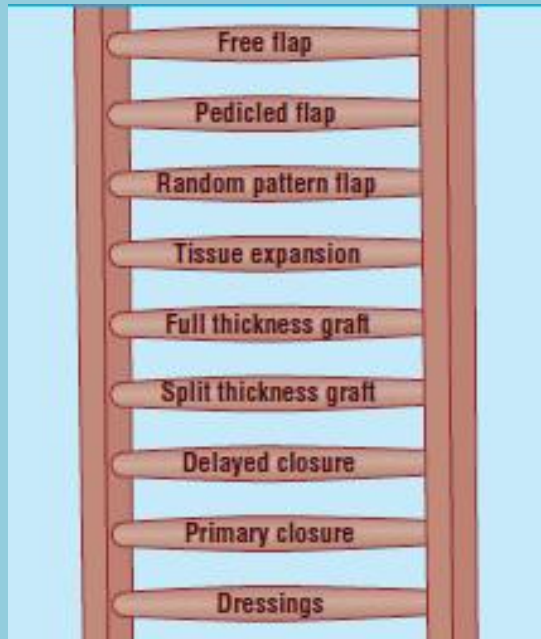 Free flap
Pedicled flap
Random pattern flap
Tissue expansion
Full thickness graft
Split thickness graft
Delayed closure
Primary closure
Dressings